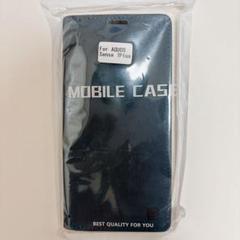 For AQUOS
Sense 7Plus
MOBILE CASE
BEST QUALITY FOR YOU